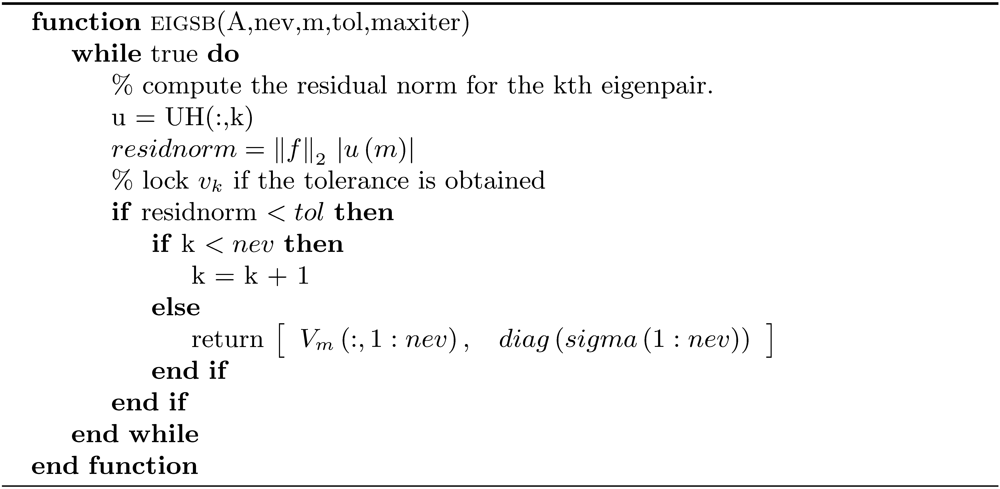 function EIGSB(A,nev,m,tol,maxiter)
while true do
% compute the residual norm for the kth eigenpair.
u = UH(:,k)
residnorm = ‖f‖₂ |u (m)|
% lock vₖ if the tolerance is obtained
if residnorm < tol then
if k < nev then
k = k + 1
else
return [ Vₘ (:, 1 : nev) , diag (sigma (1 : nev)) ]
end if
end if
end while
end function